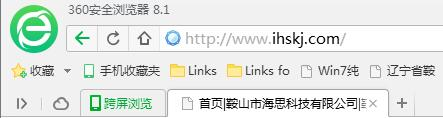 360安全浏览器 8.1
http://www.ihskj.com/
收藏 手机收藏夹 Links Links fo Win7纯 辽宁省鞍
跨屏浏览 首页|鞍山市海思科技有限公司|